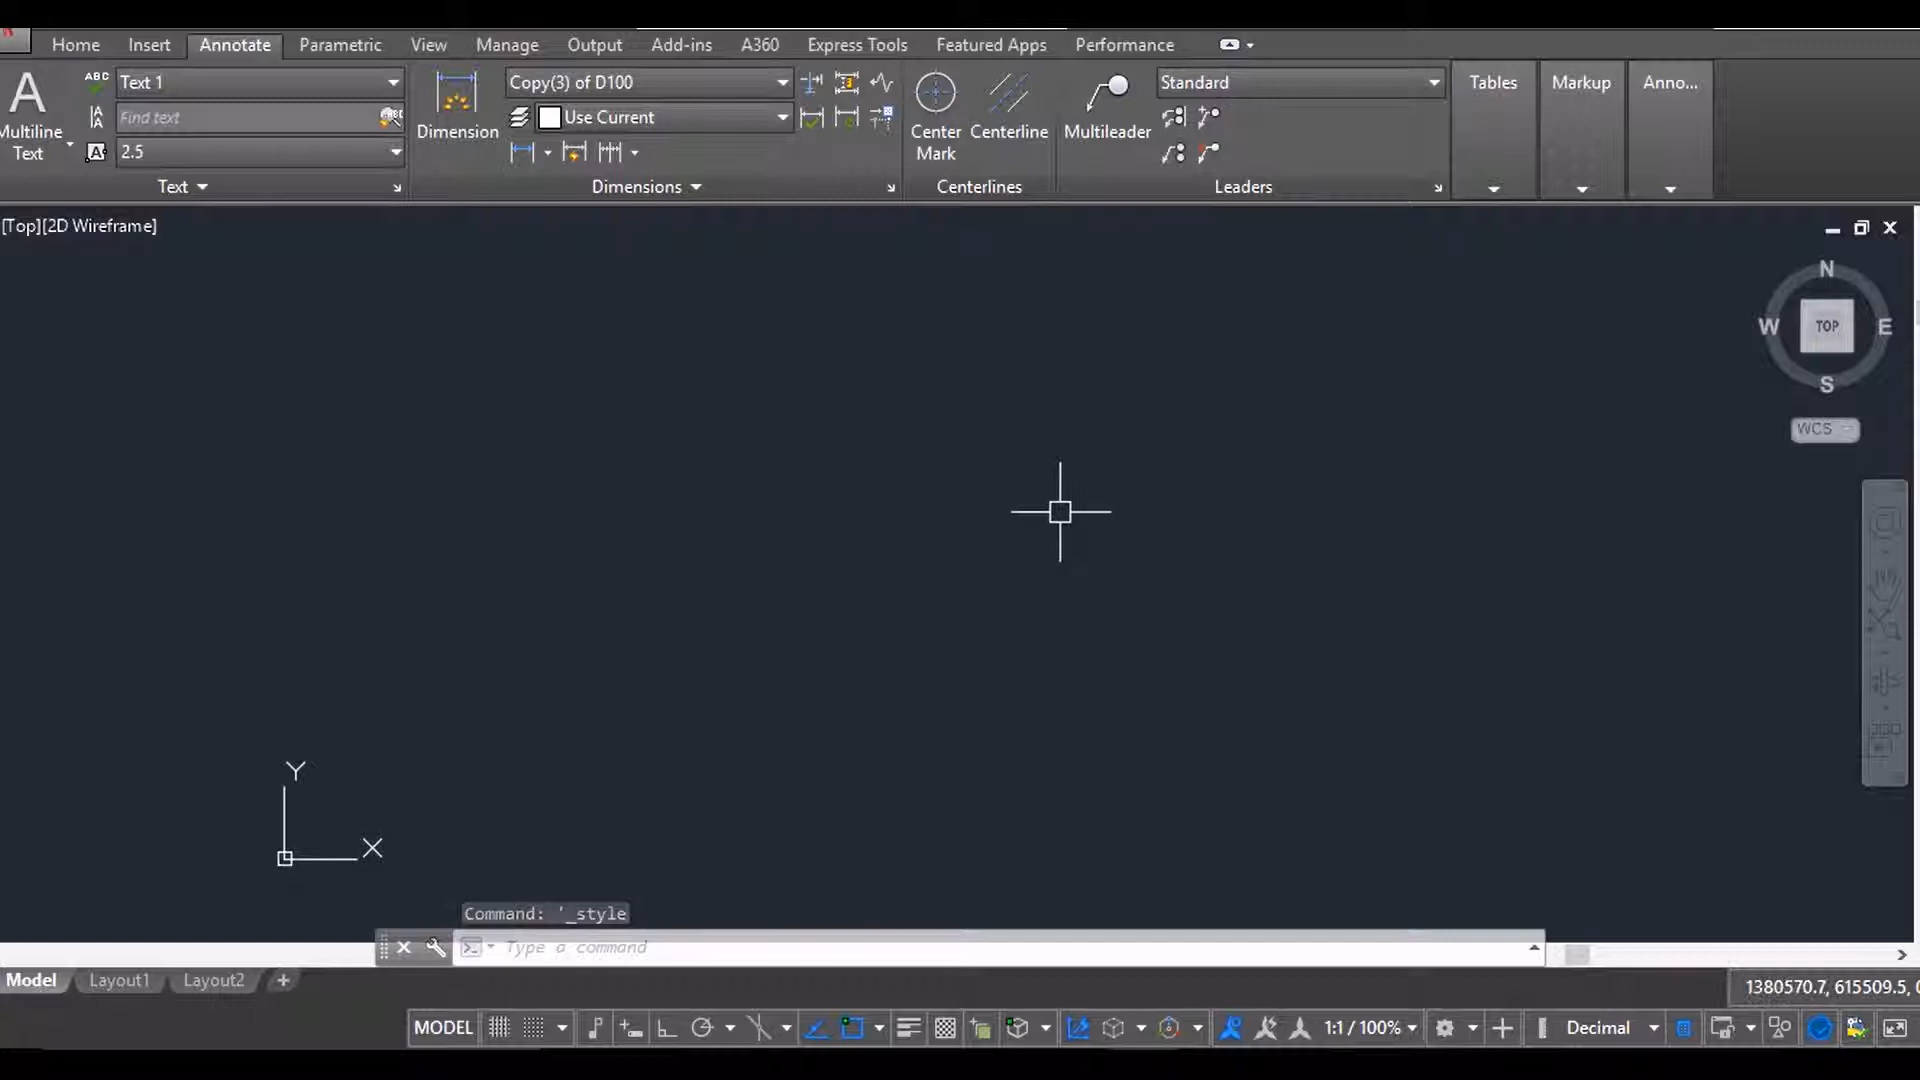 Home Insert Annotate Parametric View Manage Output Add-ins A360 Express Tools Featured Apps Performance
A ABC Text 1 Copy(3) of D100 Standard Tables Markup Anno...
Find text Use Current
Multiline Text Dimension Center Mark Centerline Multileader
A 2.5
Text Dimensions Centerlines Leaders
[Top][2D Wireframe]
N
W TOP E
S
WCS
Y
X
Command: '_style
Type a command
Model Layout1 Layout2 +
1380570.7, 615509.5, 0
MODEL 1:1 / 100% Decimal